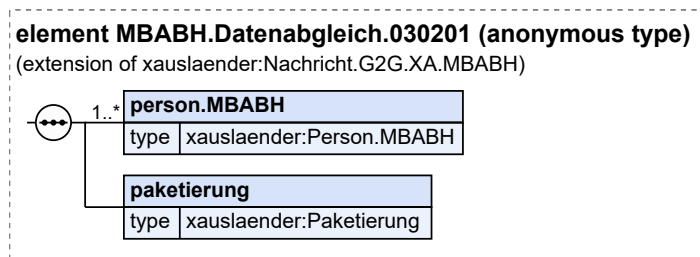 element MBABH.Datenabgleich.030201 (anonymous type)
(extension of xauslaender:Nachricht.G2G.XA.MBABH)
1..* person.MBABH
type xauslaender:Person.MBABH
paketierung
type xauslaender:Paketierung